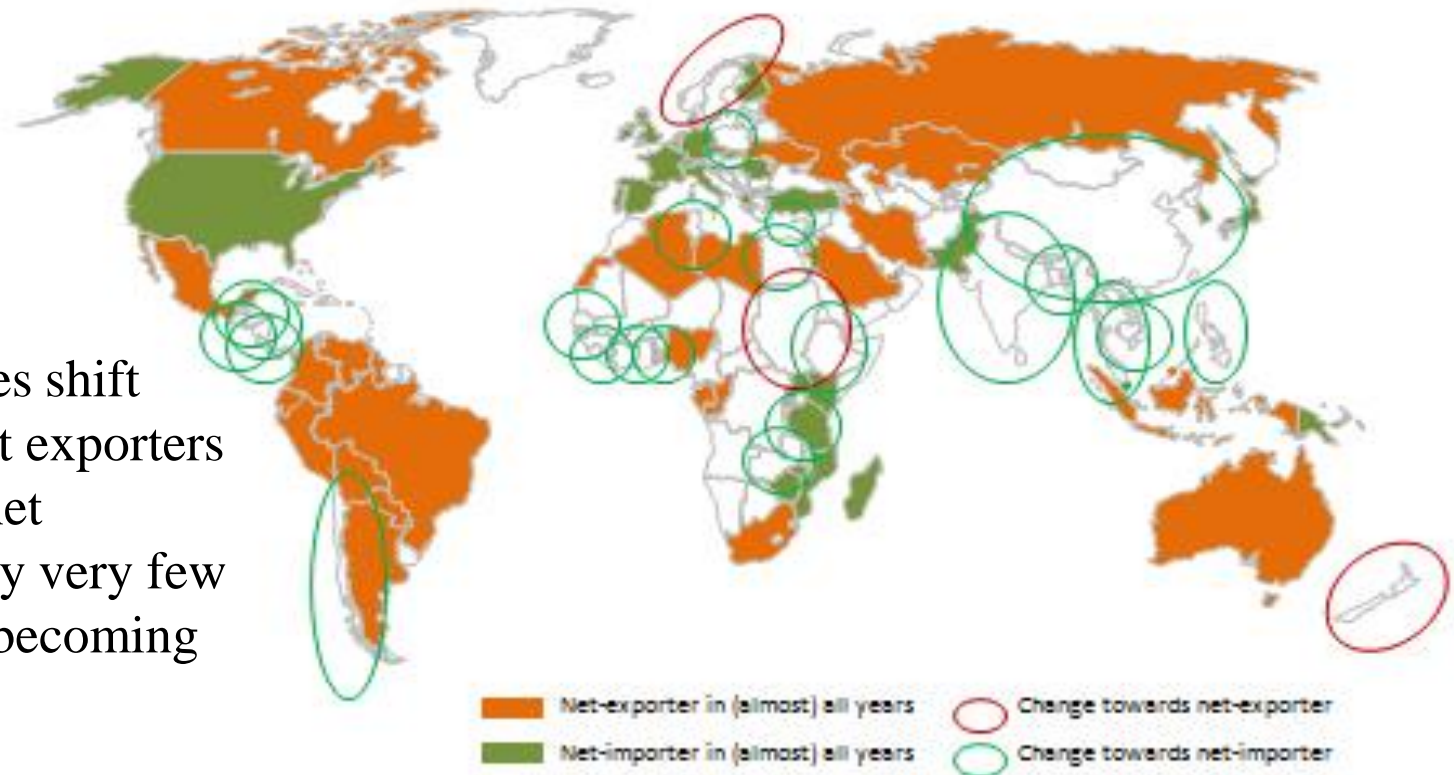 es shift
t exporters
net
y very few
becoming
Net-exporter in (almost) all years
Change towards net-exporter
Net-importer in (almost) all years
Change towards net-importer